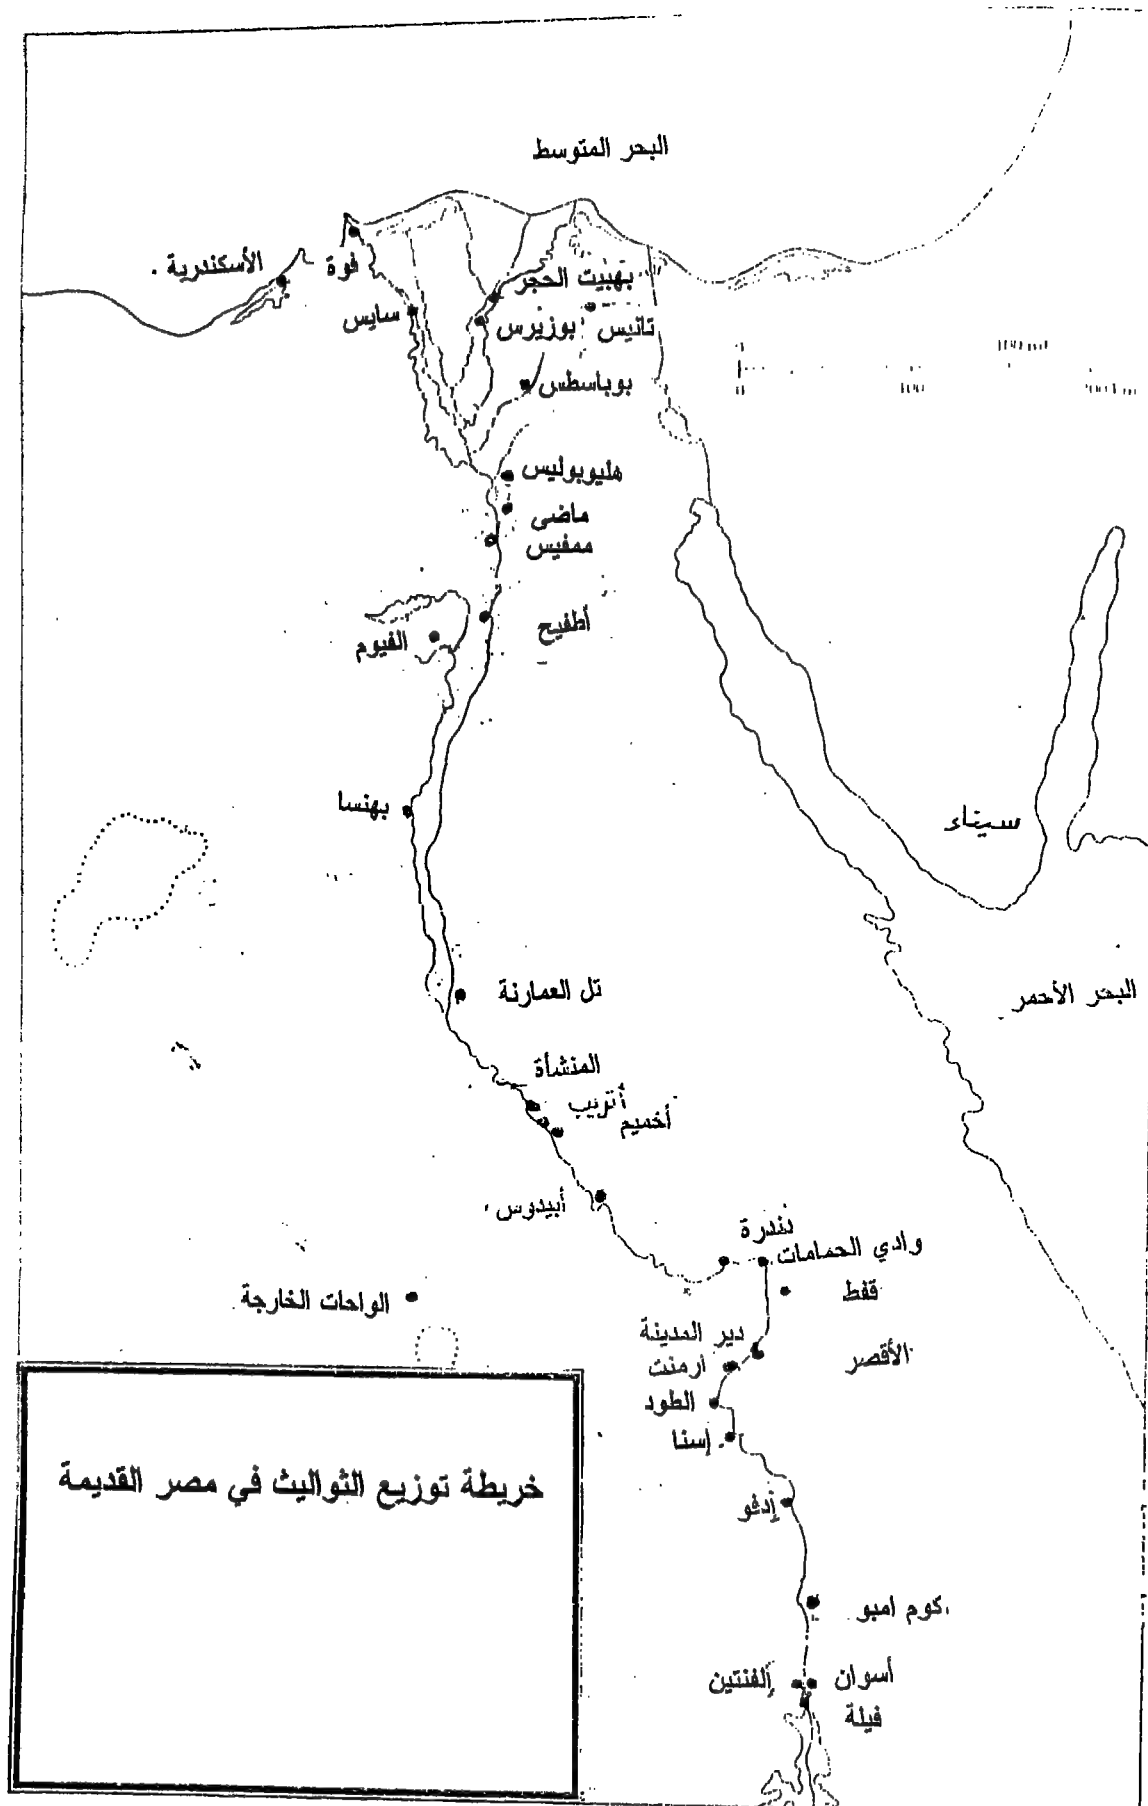 البحر المتوسط
الأسكندرية
فوة
بهبيت الحجر
سايس
بوزيرس
تانيس
بوباسطس
0
100
هليوبوليس
ماضى
ممفيس
أطفيح
الفيوم
بهنسا
سيناء
تل العمارنة
البحر الأحمر
المنشأة
أتريب
أخميم
أبيدوس
دندرة
وادي الحمامات
قفط
الواحات الخارجة
دير المدينة
الأقصر
ارمنت
الطود
إسنا
خريطة توزيع الثواليث في مصر القديمة
إدفو
كوم امبو
أسوان
إلفنتين
فيلة